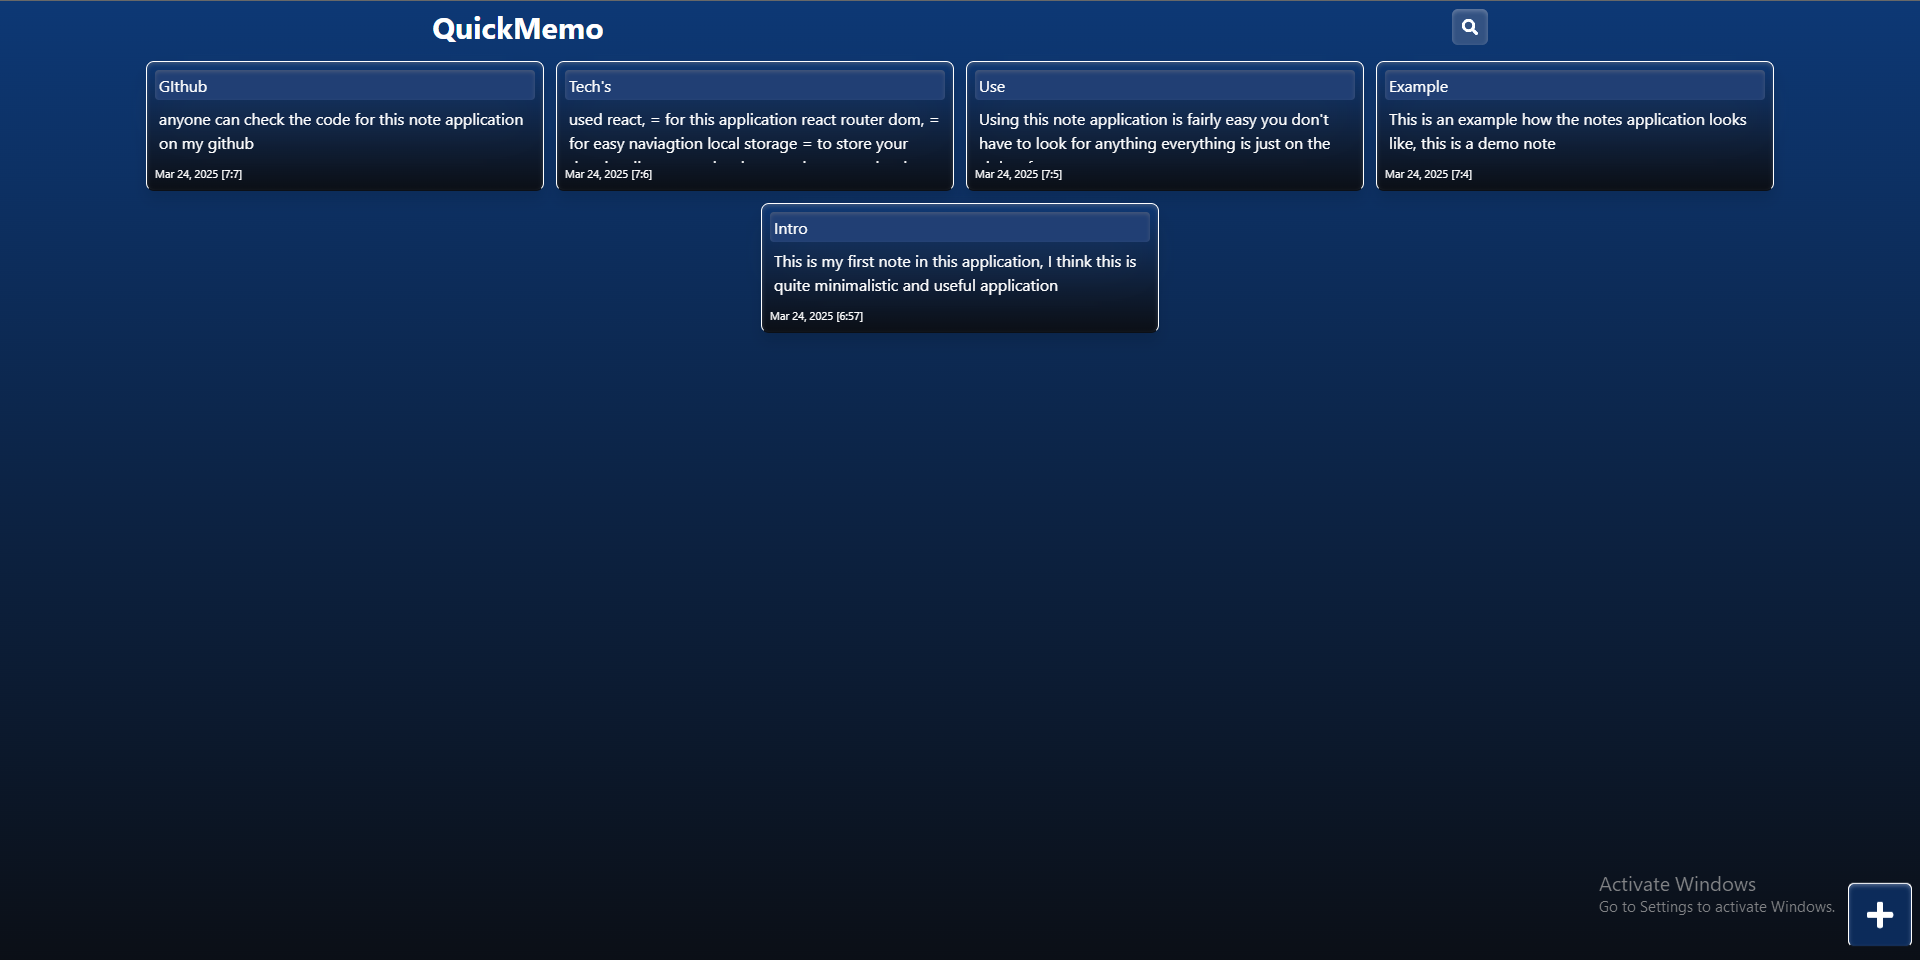 QuickMemo
GIthub
anyone can check the code for this note application
on my github
Mar 24, 2025 [7:7]
Tech's
used react, = for this application react router dom, =
for easy naviagtion local storage = to store your
Mar 24, 2025 [7:6]
Use
Using this note application is fairly easy you don't
have to look for anything everything is just on the
Mar 24, 2025 [7:5]
Example
This is an example how the notes application looks
like, this is a demo note
Mar 24, 2025 [7:4]
Intro
This is my first note in this application, I think this is
quite minimalistic and useful application
Mar 24, 2025 [6:57]
Activate Windows
Go to Settings to activate Windows.